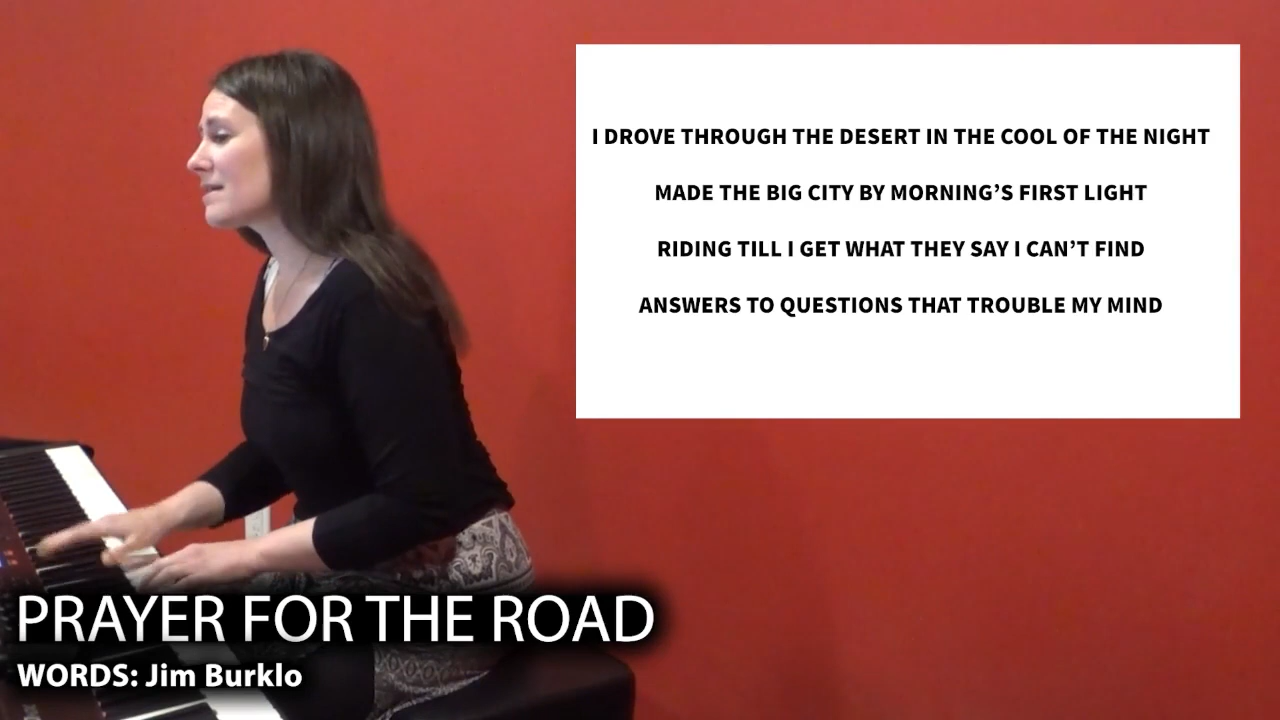 I DROVE THROUGH THE DESERT IN THE COOL OF THE NIGHT
MADE THE BIG CITY BY MORNING’S FIRST LIGHT
RIDING TILL I GET WHAT THEY SAY I CAN’T FIND
ANSWERS TO QUESTIONS THAT TROUBLE MY MIND
PRAYER FOR THE ROAD
WORDS: Jim Burklo